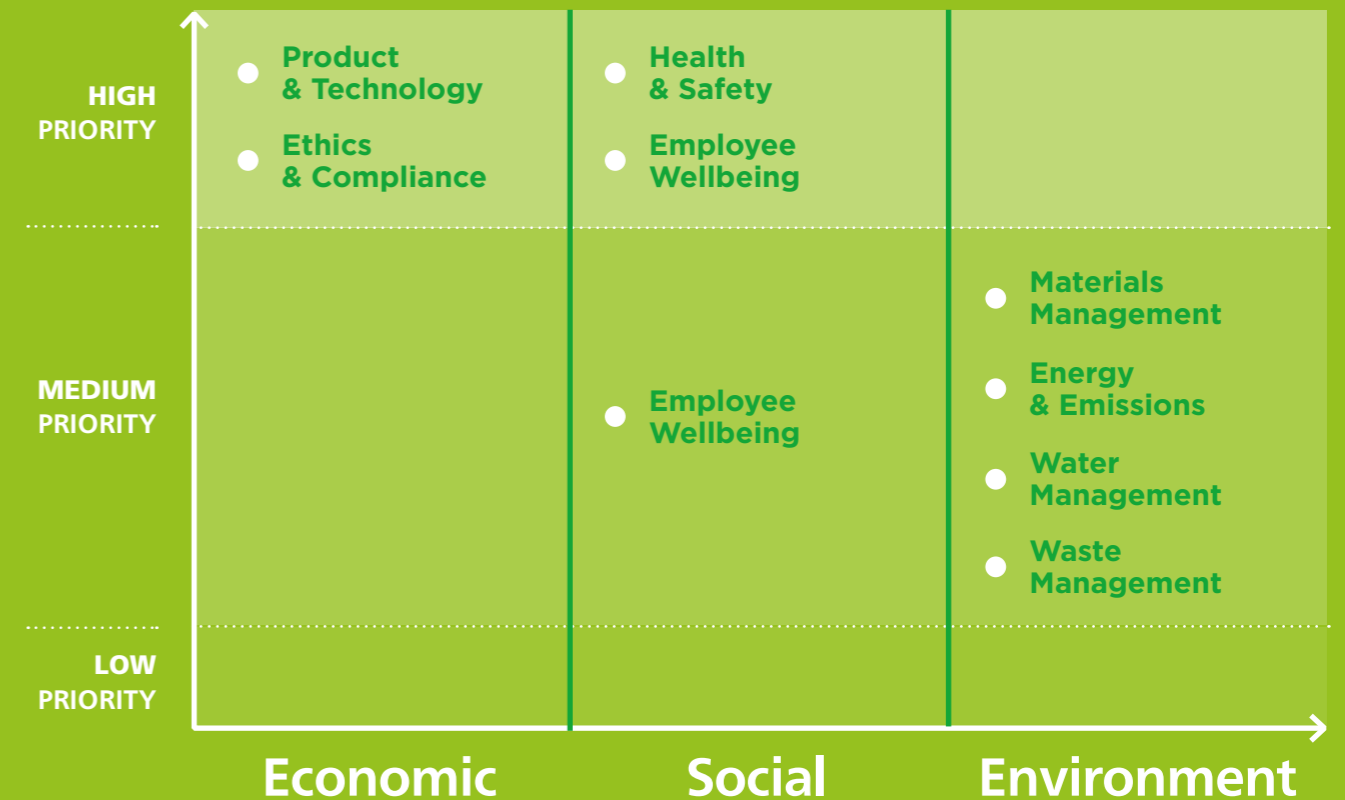 HIGH
PRIORITY
Product
& Technology
Ethics
& Compliance
Health
& Safety
Employee
Wellbeing
MEDIUM
PRIORITY
Employee
Wellbeing
Materials
Management
Energy
& Emissions
Water
Management
Waste
Management
LOW
PRIORITY
Economic
Social
Environment